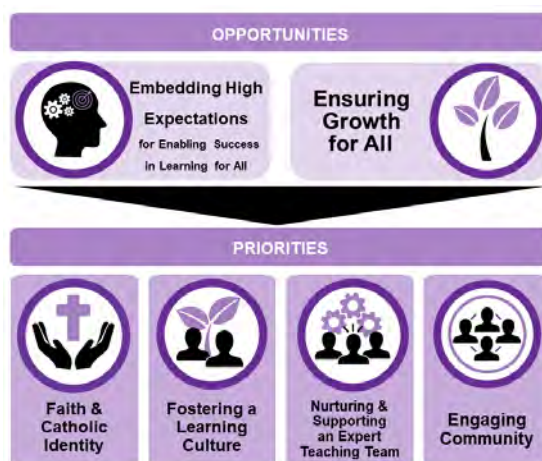 OPPORTUNITIES
Embedding High
Expectations
for Enabling Success
in Learning for All
Ensuring
Growth
for All
PRIORITIES
Faith &
Catholic
Identity
Fostering a
Learning
Culture
Nurturing &
Supporting
an Expert
Teaching Team
Engaging
Community